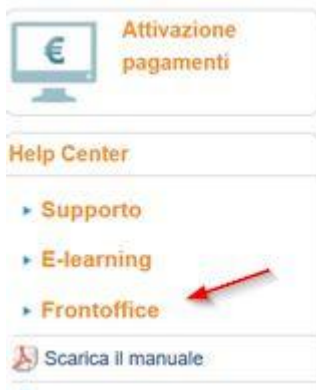 €
Attivazione
pagamenti
Help Center
Supporto
E-learning
Frontoffice
Scarica il manuale